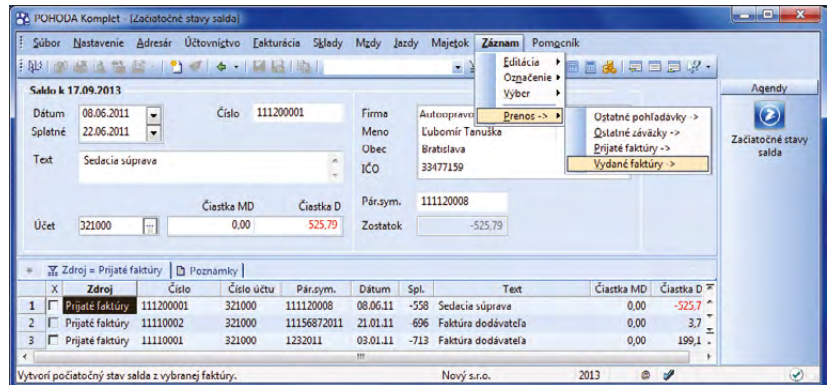 POHODA Komplet - [Začiatočné stavy salda]
Súbor Nastavenie Adresár Účtovníctvo Fakturácia Sklady Mzdy Jazdy Majetok Záznam Pomocník
Editácia
Označenie
Výber
Prenos ->
Ostatné pohľadávky ->
Ostatné záväzky ->
Prijaté faktúry ->
Vydané faktúry ->
Agendy
Začiatočné stavy
salda
Saldo k 17.09.2013
Dátum 08.06.2011 Číslo 111200001 Firma
Splatné 22.06.2011 Meno Ľubomír Tanuška
Obec Bratislava
Text Sedacia súprava IČO 33477159
Čiastka MD Čiastka D Pár.sym. 111120008
Účet 321000 0,00 525,79 Zostatok -525,79
Zdroj = Prijaté faktúry Poznámky
X Zdroj Číslo Číslo účtu Pár.sym. Dátum Spl. Text Čiastka MD Čiastka D
1 Prijaté faktúry 111200001 321000 111120008 08.06.11 -558 Sedacia súprava 0,00 -525,7
2 Prijaté faktúry 11110002 321000 11156872011 21.01.11 -696 Faktúra dodávateľa 0,00 3,7
3 Prijaté faktúry 11110001 321000 1232011 03.01.11 -713 Faktúra dodávateľa 0,00 199,1
Vytvorí počiatočný stav salda z vybranej faktúry. Nový s.r.o. 2013 @